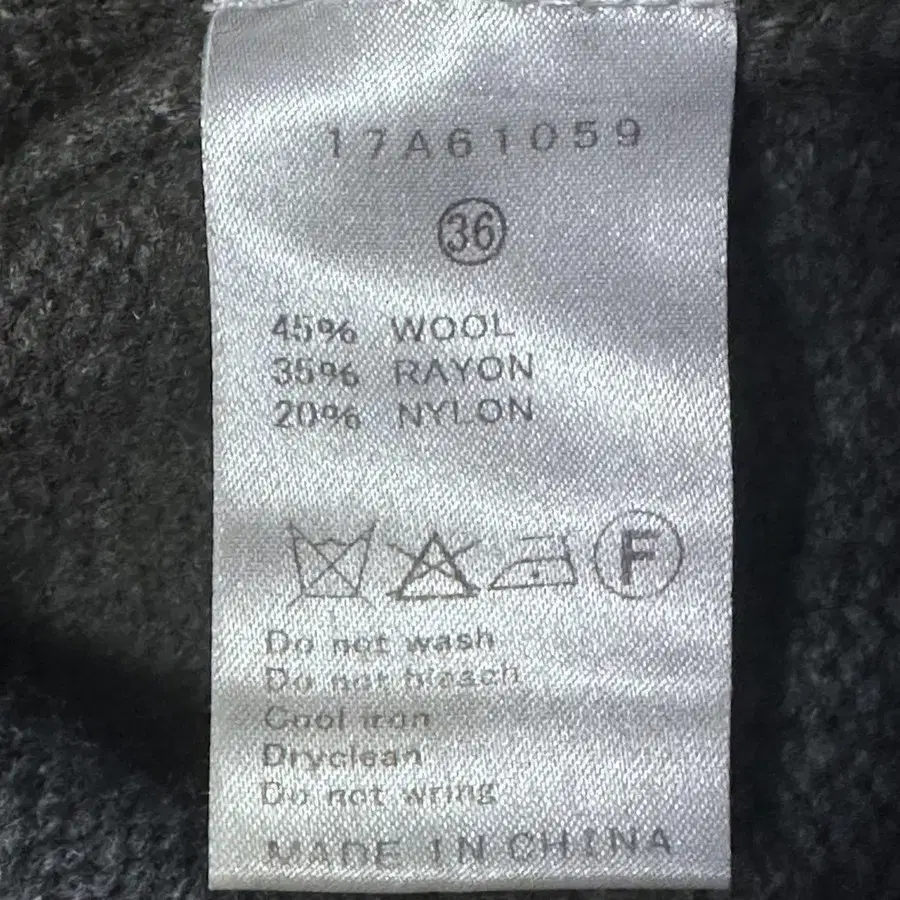 17A61059
36
45% WOOL
35% RAYON
20% NYLON
F
Do not wash
Do not bleach
Cool iron
Dryclean
Do not wring
MADE IN CHINA